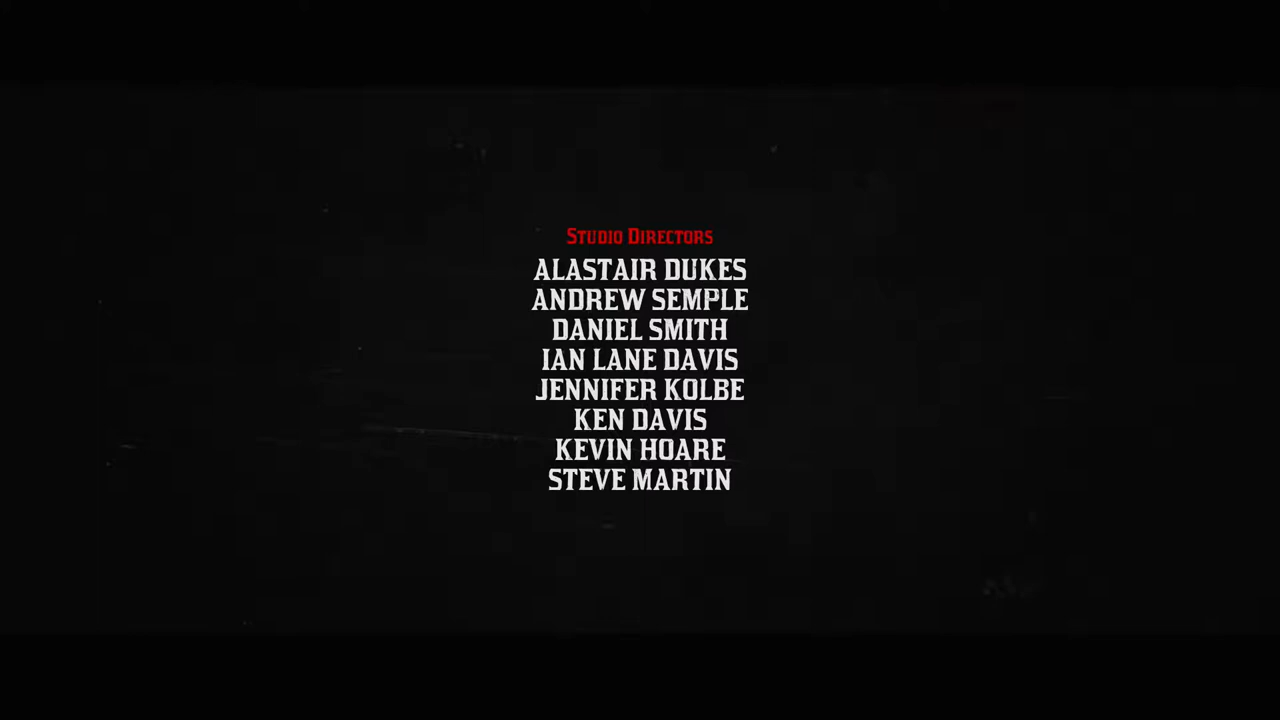 Studio Directors
ALASTAIR DUKES
ANDREW SEMPLE
DANIEL SMITH
IAN LANE DAVIS
JENNIFER KOLBE
KEN DAVIS
KEVIN HOARE
STEVE MARTIN